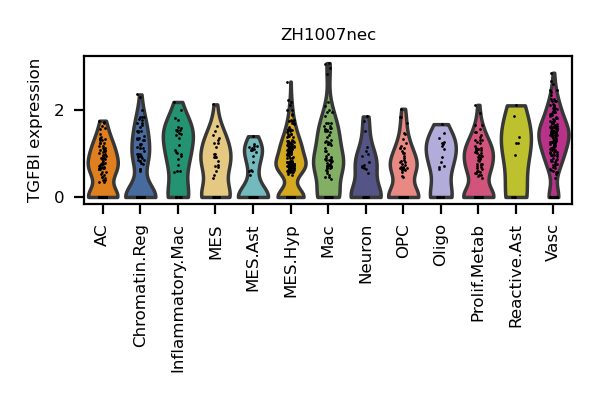 ZH1007nec
TGFBI expression
2
0
AC
Chromatin.Reg
Inflammatory.Mac
MES
MES.Ast
MES.Hyp
Mac
Neuron
OPC
Oligo
Prolif.Metab
Reactive.Ast
Vasc